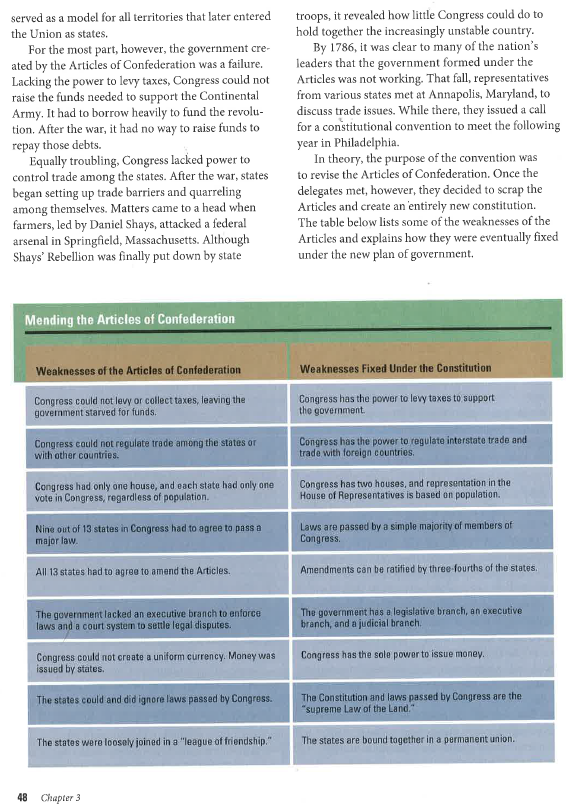 served as a model for all territories that later entered
the Union as states.
For the most part, however, the government cre-
ated by the Articles of Confederation was a failure.
Lacking the power to levy taxes, Congress could not
raise the funds needed to support the Continental
Army. It had to borrow heavily to fund the revolu-
tion. After the war, it had no way to raise funds to
repay those debts.
Equally troubling, Congress lacked power to
control trade among the states. After the war, states
began setting up trade barriers and quarreling
among themselves. Matters came to a head when
farmers, led by Daniel Shays, attacked a federal
arsenal in Springfield, Massachusetts. Although
Shays' Rebellion was finally put down by state
troops, it revealed how little Congress could do to
hold together the increasingly unstable country.
By 1786, it was clear to many of the nation's
leaders that the government formed under the
Articles was not working. That fall, representatives
from various states met at Annapolis, Maryland, to
discuss trade issues. While there, they issued a call
for a constitutional convention to meet the following
year in Philadelphia.
In theory, the purpose of the convention was
to revise the Articles of Confederation. Once the
delegates met, however, they decided to scrap the
Articles and create an entirely new constitution.
The table below lists some of the weaknesses of the
Articles and explains how they were eventually fixed
under the new plan of government.
Mending the Articles of Confederation
Weaknesses of the Articles of Confederation
Weaknesses Fixed Under the Constitution
Congress could not levy or collect taxes, leaving the
government starved for funds.
Congress has the power to levy taxes to support
the government.
Congress could not regulate trade among the states or
with other countries.
Congress has the power to regulate interstate trade and
trade with foreign countries.
Congress had only one house, and each state had only one
vote in Congress, regardless of population.
Congress has two houses, and representation in the
House of Representatives is based on population.
Nine out of 13 states in Congress had to agree to pass a
major law.
Laws are passed by a simple majority of members of
Congress.
All 13 states had to agree to amend the Articles.
Amendments can be ratified by three-fourths of the states.
The government lacked an executive branch to enforce
laws and a court system to settle legal disputes.
The government has a legislative branch, an executive
branch, and a judicial branch.
Congress could not create a uniform currency. Money was
issued by states.
Congress has the sole power to issue money.
The states could and did ignore laws passed by Congress.
The Constitution and laws passed by Congress are the
"supreme Law of the Land."
The states were loosely joined in a "league of friendship."
The states are bound together in a permanent union.
48 Chapter 3